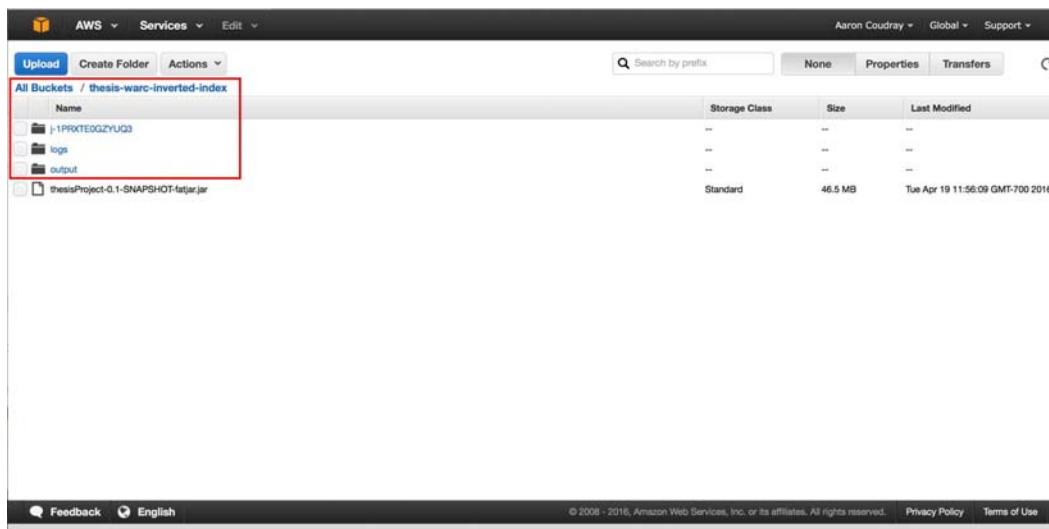 AWS Services Edit Aaron Coudray Global Support
Upload Create Folder Actions Search by prefix None Properties Transfers
All Buckets / thesis-warc-inverted-index
Name Storage Class Size Last Modified
j-1PRXTE0GZYUQ3 -- -- --
logs -- -- --
output -- -- --
thesisProject-0.1-SNAPSHOT-fatjar.jar Standard 46.5 MB Tue Apr 19 11:56:09 GMT-700 2016
Feedback English © 2008 - 2016, Amazon Web Services, Inc. or its affiliates. All rights reserved. Privacy Policy Terms of Use